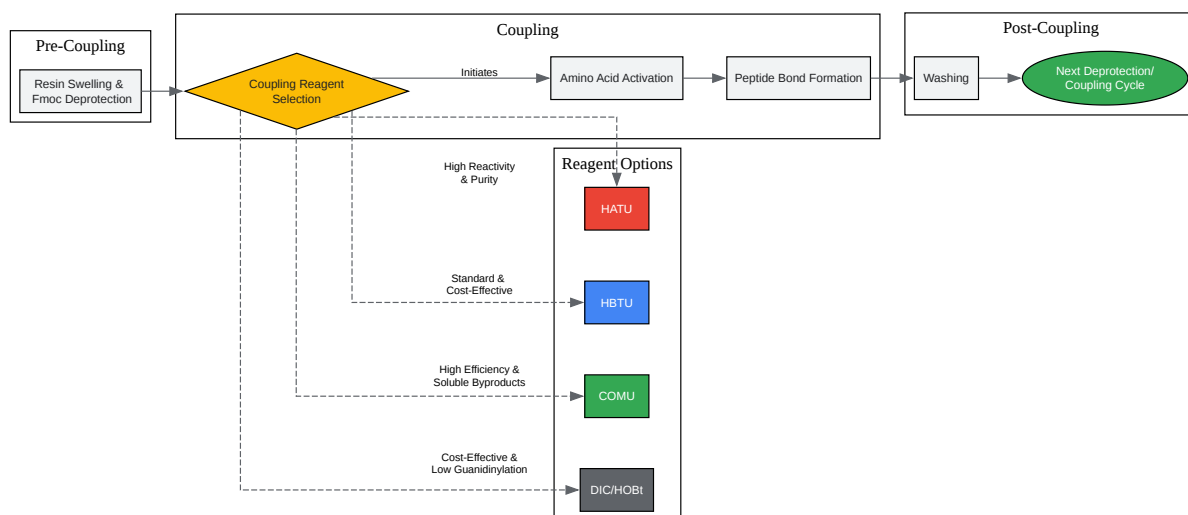 Pre-Coupling
Resin Swelling &
Fmoc Deprotection
Coupling
Coupling Reagent
Selection
Initiates
Amino Acid Activation
Peptide Bond Formation
Post-Coupling
Washing
Next Deprotection/
Coupling Cycle
Reagent Options
High Reactivity
& Purity
HATU
Standard &
Cost-Effective
HBTU
High Efficiency &
Soluble Byproducts
COMU
Cost-Effective &
Low Guanidinylation
DIC/HOBt